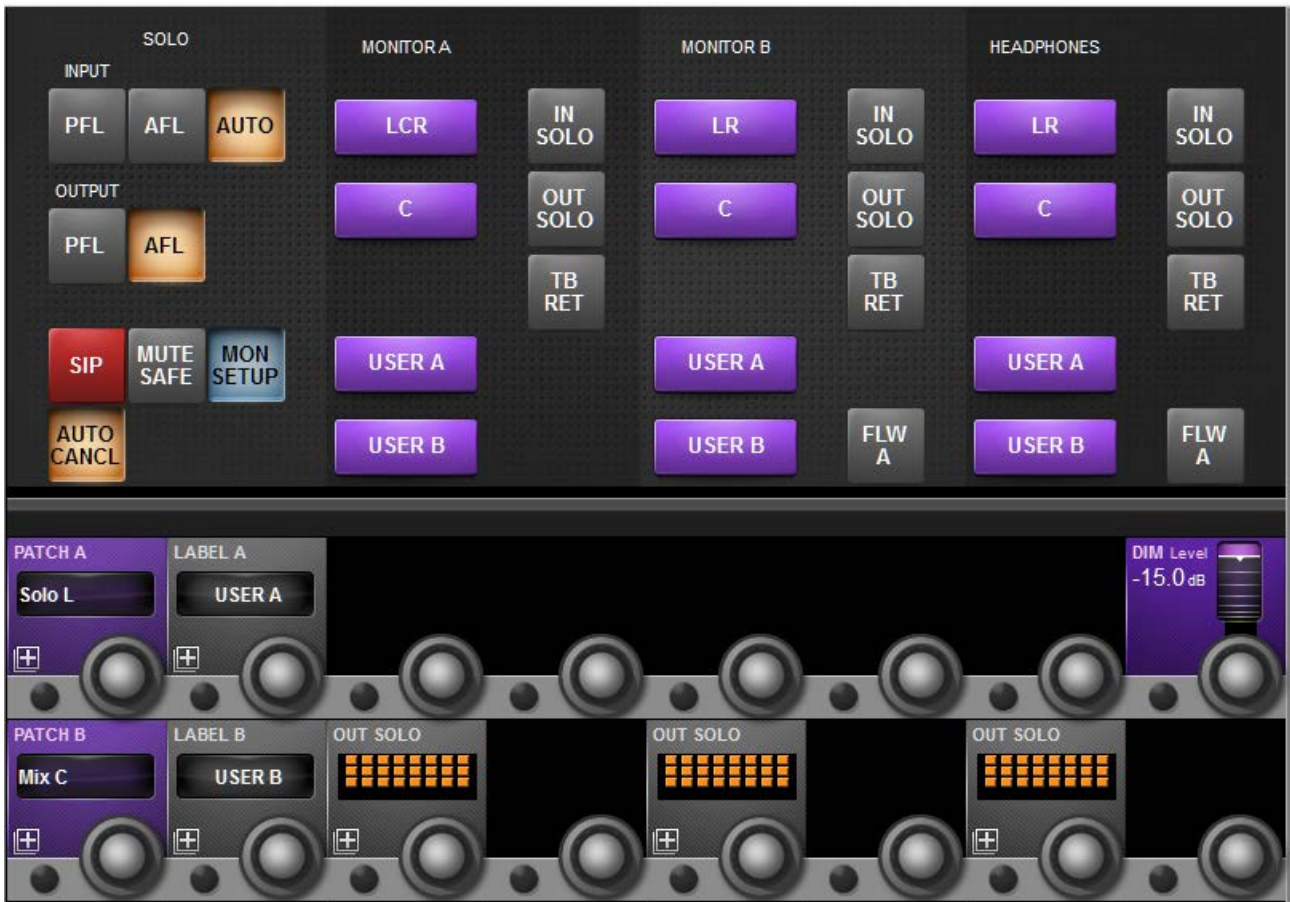 SOLO
MONITOR A
MONITOR B
HEADPHONES
INPUT
PFL
AFL
AUTO
LCR
IN
SOLO
LR
IN
SOLO
LR
IN
SOLO
OUTPUT
PFL
AFL
C
OUT
SOLO
C
OUT
SOLO
C
OUT
SOLO
TB
RET
TB
RET
TB
RET
SIP
MUTE
SAFE
MON
SETUP
USER A
USER A
USER A
AUTO
CANCL
USER B
USER B
FLW
A
USER B
FLW
A
PATCH A
Solo L
LABEL A
USER A
DIM Level
-15.0 dB
PATCH B
Mix C
LABEL B
USER B
OUT SOLO
OUT SOLO
OUT SOLO